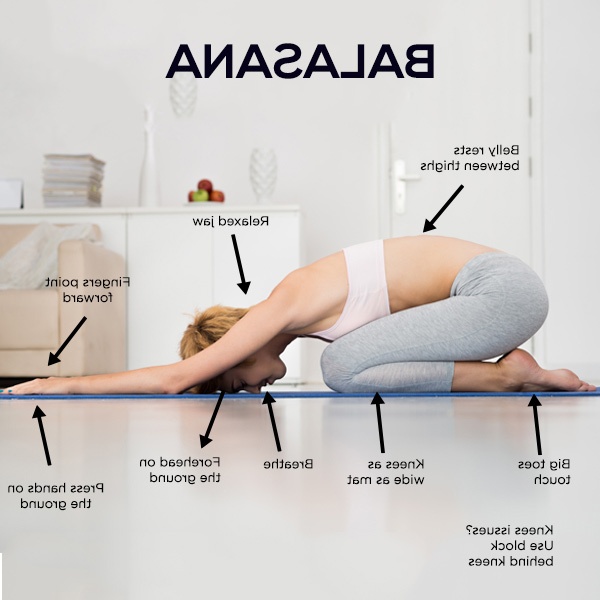 BALASANA
Belly rests
between thighs
Relaxed jaw
Fingers point
forward
Press hands on
the ground
Forehead on
the ground
Breathe
Knees as
wide as mat
Big toes
touch
Knees issues?
Use block
behind knees